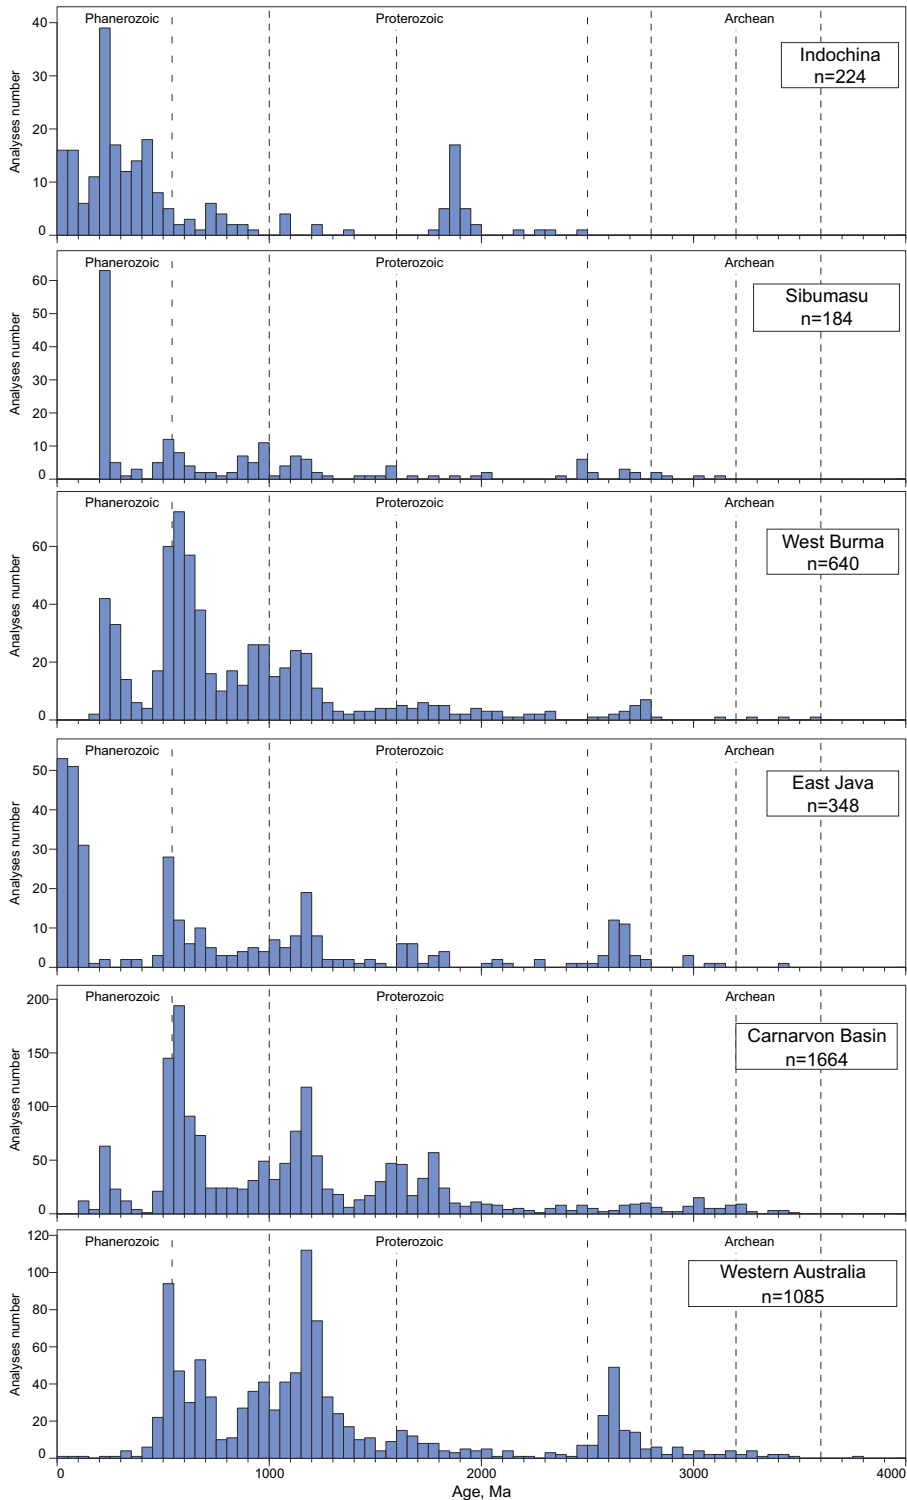 Phanerozoic Proterozoic Archean
Indochina
n=224
Analyses number
40
30
20
10
0
Phanerozoic Proterozoic Archean
Sibumasu
n=184
Analyses number
60
50
40
30
20
10
0
Phanerozoic Proterozoic Archean
West Burma
n=640
Analyses number
60
40
20
0
Phanerozoic Proterozoic Archean
East Java
n=348
Analyses number
50
40
30
20
10
0
Phanerozoic Proterozoic Archean
Carnarvon Basin
n=1664
Analyses number
200
150
100
50
0
Phanerozoic Proterozoic Archean
Western Australia
n=1085
Analyses number
120
100
80
60
40
20
0
0 1000 2000 3000 4000
Age, Ma